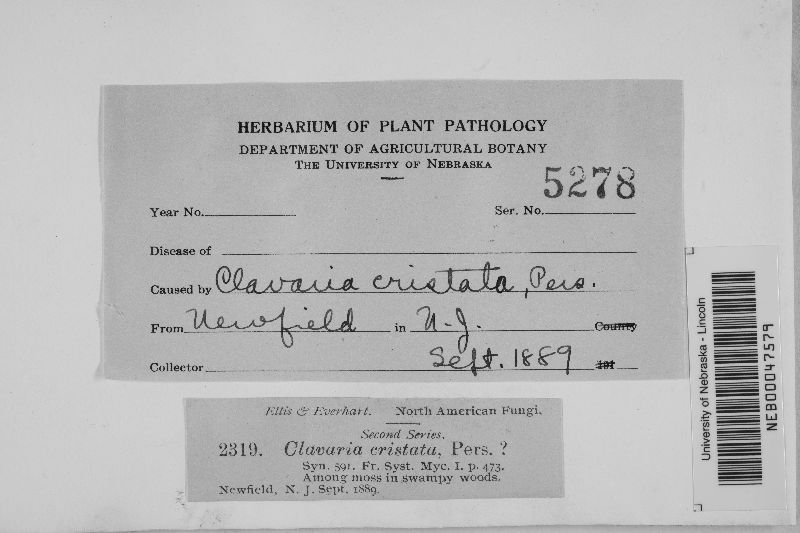 HERBARIUM OF PLANT PATHOLOGY
DEPARTMENT OF AGRICULTURAL BOTANY
THE UNIVERSITY OF NEBRASKA
5278
Year No. Ser. No.
Disease of
Caused by Clavaria cristata, Pers.
From Newfield in N. J. County
Collector Sept. 1889 191
Ellis & Everhart. North American Fungi.
Second Series.
2319. Clavaria cristata, Pers. ?
Syn. 591. Fr. Syst. Myc. I. p. 473.
Among moss in swampy woods.
Newfield, N. J. Sept. 1889.
University of Nebraska - Lincoln
NEB00047579